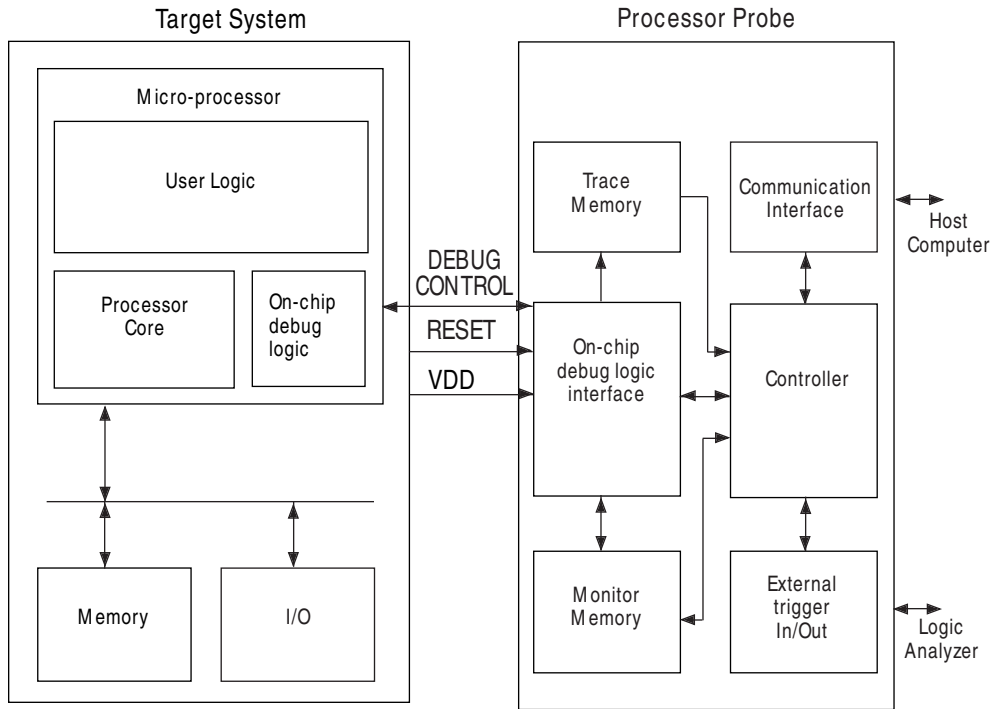 Target System
Processor Probe
Micro-processor
User Logic
Processor
Core
On-chip
debug
logic
Memory
I/O
DEBUG
CONTROL
RESET
VDD
Trace
Memory
Communication
Interface
On-chip
debug logic
interface
Controller
Monitor
Memory
External
trigger
In/Out
Host
Computer
Logic
Analyzer